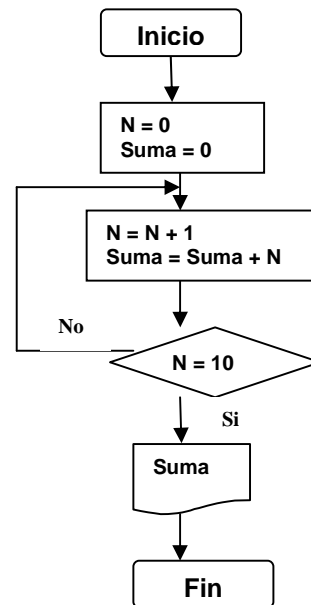 Inicio
N = 0
Suma = 0
N = N + 1
Suma = Suma + N
No
N = 10
Si
Suma
Fin